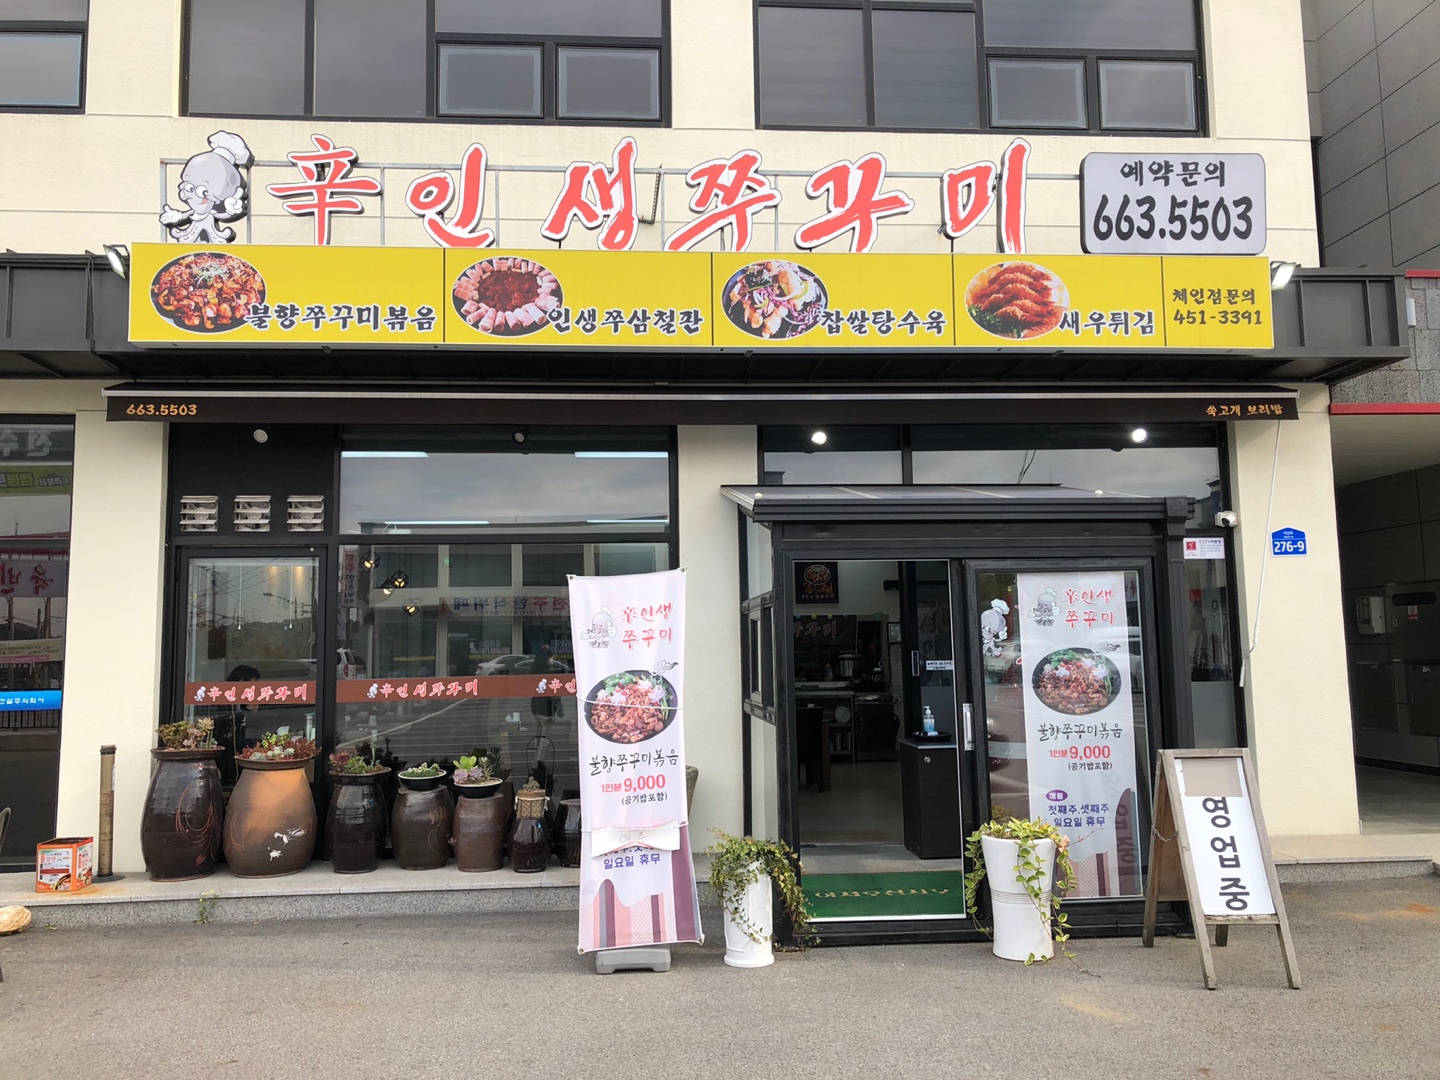 辛인생쭈꾸미
예약문의
663.5503
불향쭈꾸미볶음
인생쭈삼철판
찹쌀탕수육
새우튀김
체인점문의
451-3391
663.5503
쑥고개 보리밥
276-9
辛인생쭈꾸미
辛인생쭈꾸미
辛인
辛인생
쭈꾸미
불향쭈꾸미볶음
1인분 9,000
(공기밥포함)
일요일 휴무
辛인생
쭈꾸미
불향쭈꾸미볶음
1인분 9,000
(공기밥포함)
매월
첫째주,셋째주
일요일 휴무
영업중